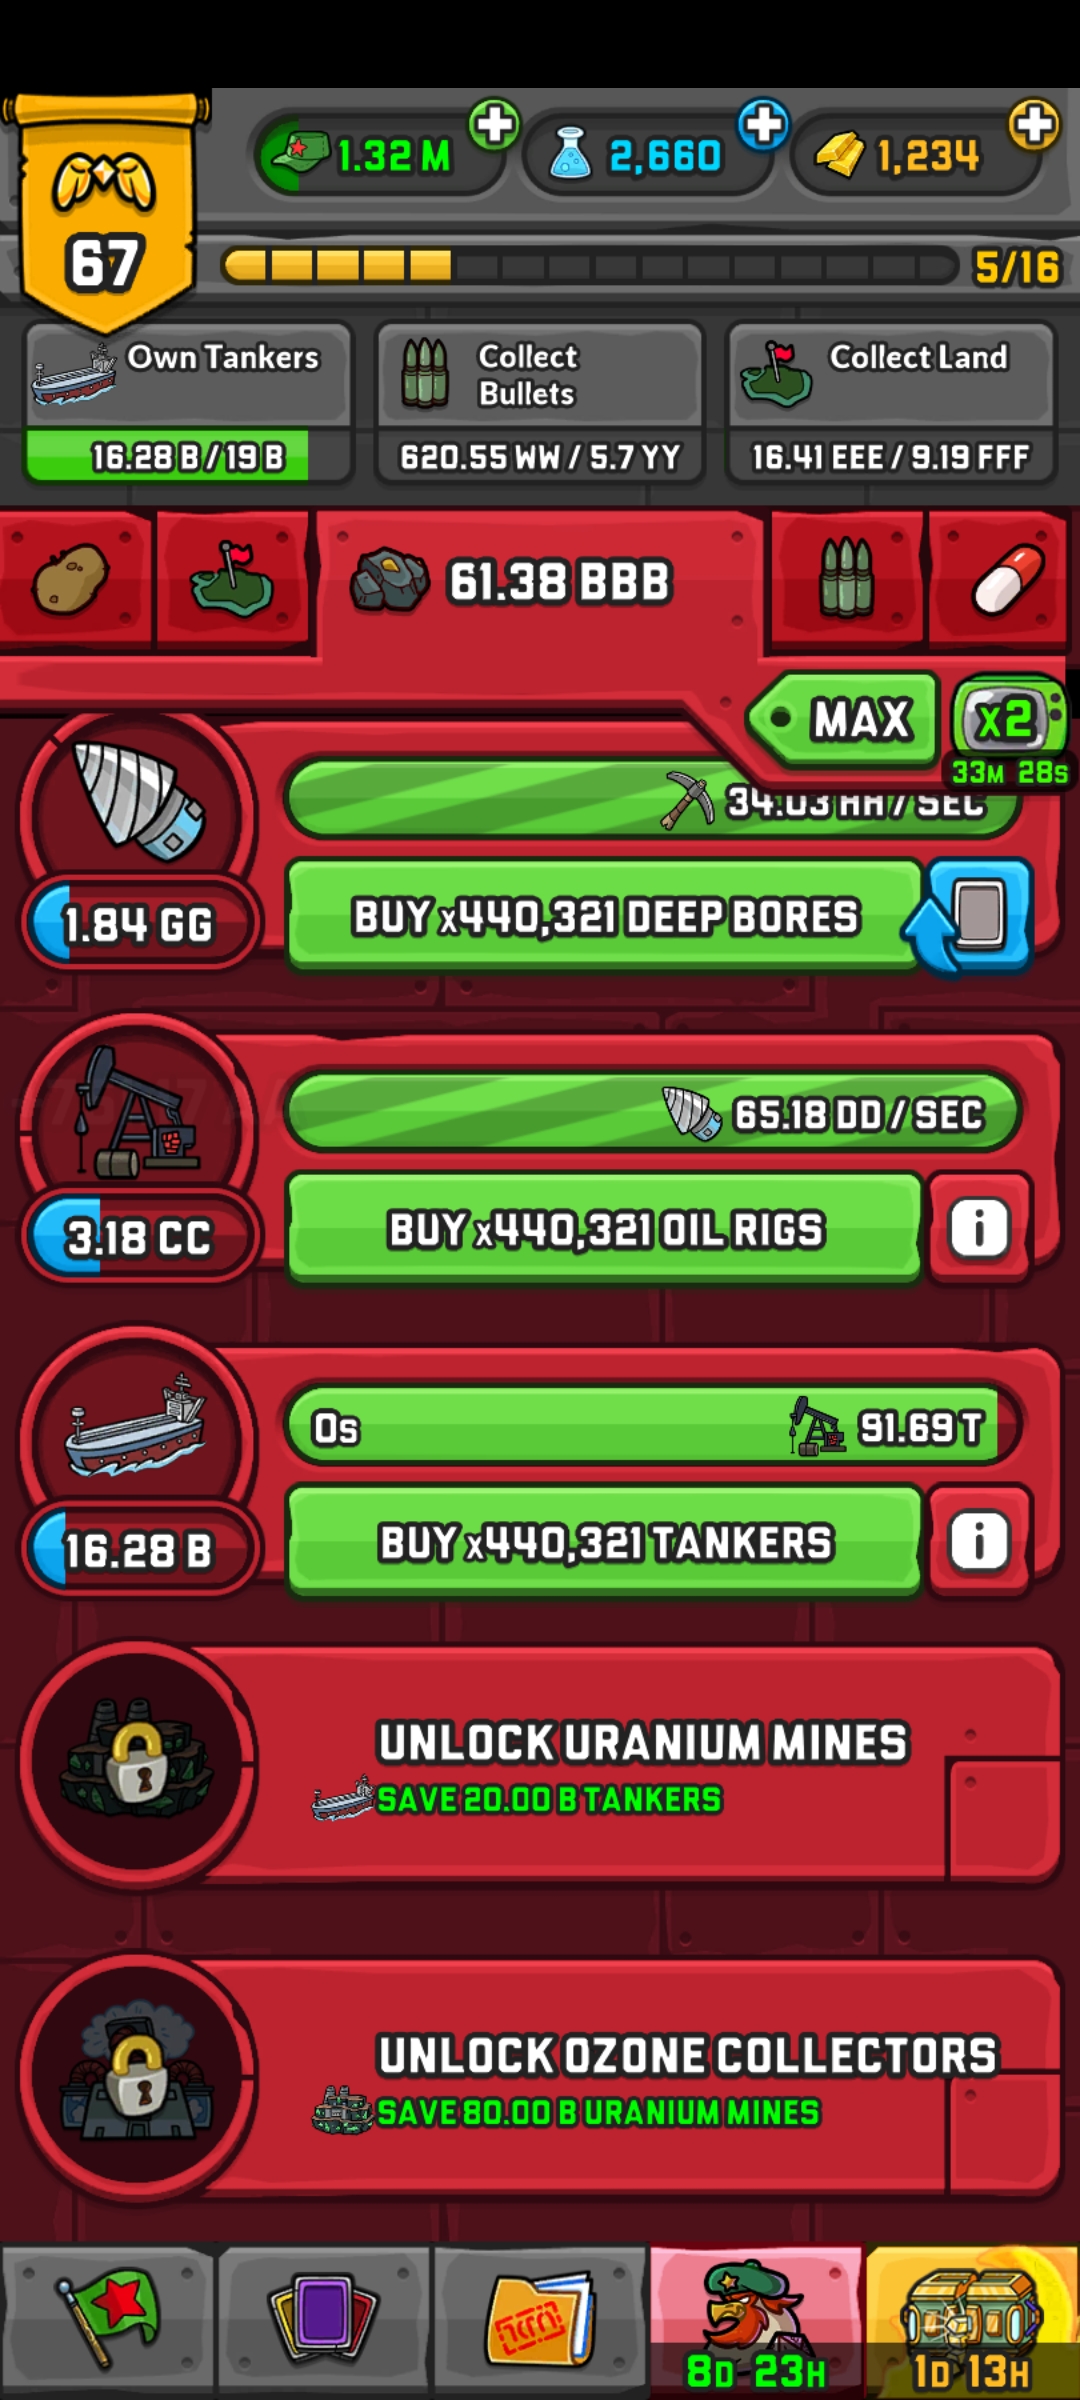 1.32 M
2,660
1,234
67
5/16
Own Tankers
16.28 B / 19 B
Collect
Bullets
620.55 WW / 5.7 YY
Collect Land
16.41 EEE / 9.19 FFF
61.38 BBB
MAX
x2
33M 28S
34.03 HH / SEC
1.84 GG
BUY x440,321 DEEP BORES
65.18 DD / SEC
3.18 CC
BUY x440,321 OIL RIGS
i
0s
91.69 T
16.28 B
BUY x440,321 TANKERS
i
UNLOCK URANIUM MINES
SAVE 20.00 B TANKERS
UNLOCK OZONE COLLECTORS
SAVE 80.00 B URANIUM MINES
8D 23H
1D 13H